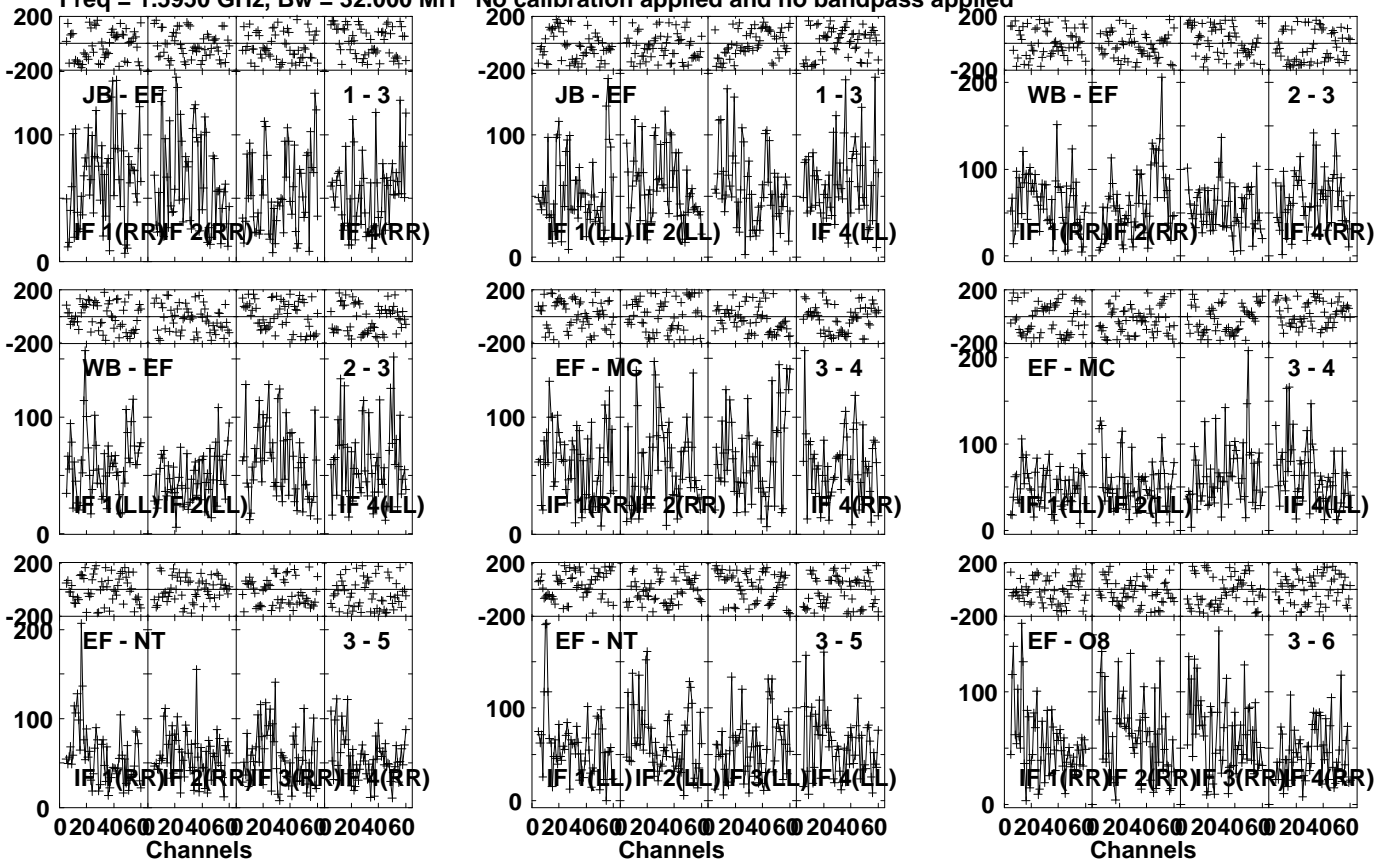 Freq = 1.5950 GHz, Bw = 32.000 MH No calibration applied and no bandpass applied
200
-200
JB - EF 1 - 3
100
IF 1(RR) IF 2(RR) IF 4(RR)
0
200
-200
JB - EF 1 - 3
100
IF 1(LL) IF 2(LL) IF 4(LL)
0
200
-200
200
WB - EF 2 - 3
100
IF 1(RR) IF 2(RR) IF 4(RR)
0
200
-200
WB - EF 2 - 3
100
IF 1(LL) IF 2(LL) IF 4(LL)
0
200
-200
EF - MC 3 - 4
100
IF 1(RR) IF 2(RR) IF 4(RR)
0
200
-200
200
EF - MC 3 - 4
100
IF 1(LL) IF 2(LL) IF 4(LL)
0
200
-200
200
EF - NT 3 - 5
100
IF 1(RR) IF 2(RR) IF 3(RR) IF 4(RR)
0
0 20 40 60 0 20 40 60 0 20 40 60 0 20 40 60
Channels
200
-200
EF - NT 3 - 5
100
IF 1(LL) IF 2(LL) IF 3(LL) IF 4(LL)
0
0 20 40 60 0 20 40 60 0 20 40 60 0 20 40 60
Channels
200
-200
EF - O8 3 - 6
100
IF 1(RR) IF 2(RR) IF 3(RR) IF 4(RR)
0
0 20 40 60 0 20 40 60 0 20 40 60 0 20 40 60
Channels